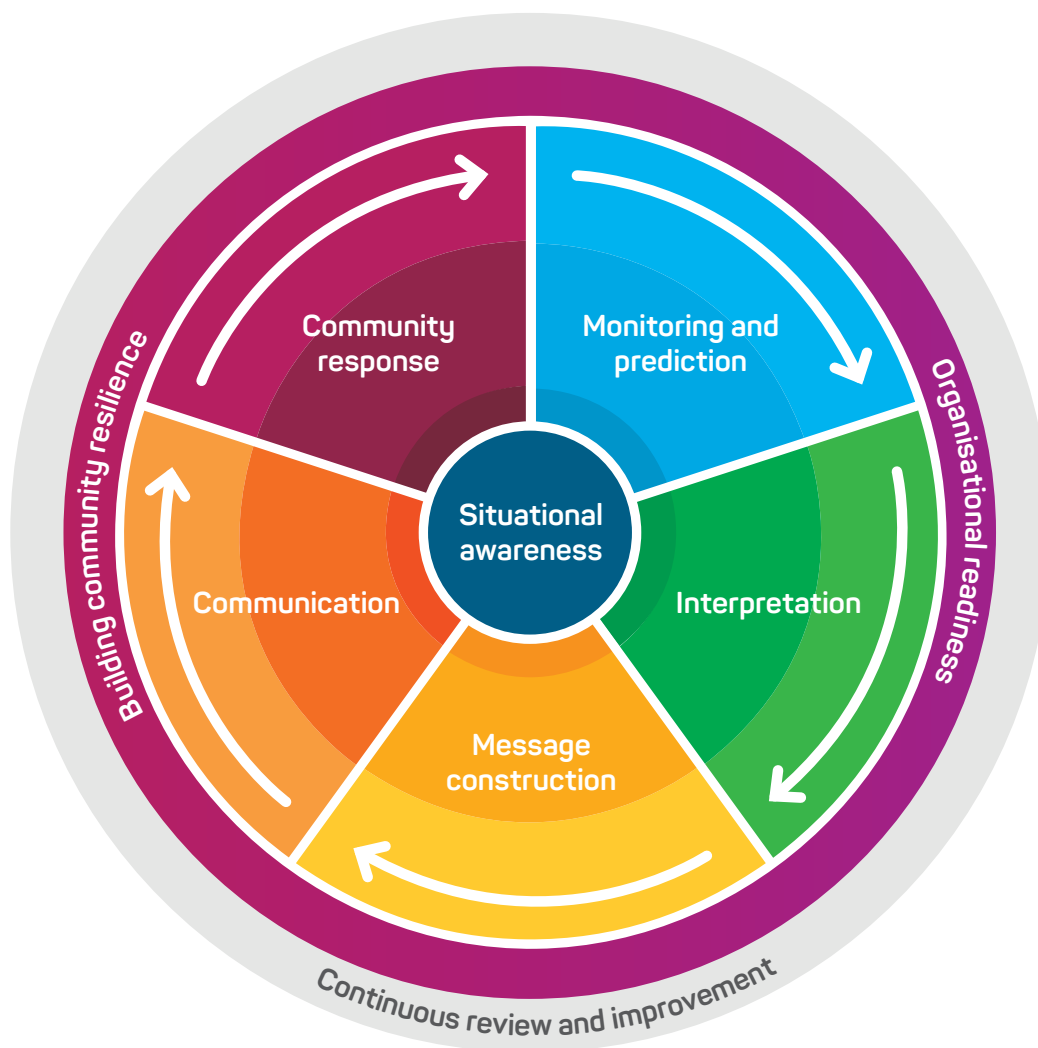 Community
response
Monitoring and
prediction
Building community resilience
Organisational readiness
Situational
awareness
Communication
Interpretation
Message
construction
Continuous review and improvement